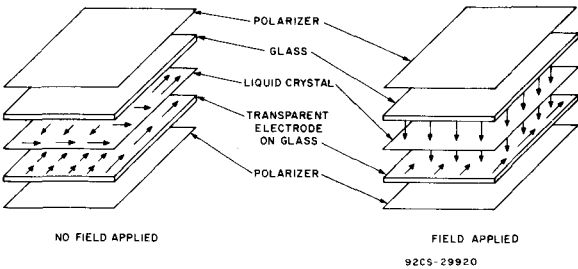 POLARIZER
GLASS
LIQUID CRYSTAL
TRANSPARENT
ELECTRODE
ON GLASS
POLARIZER
NO FIELD APPLIED
FIELD APPLIED
92CS-29920